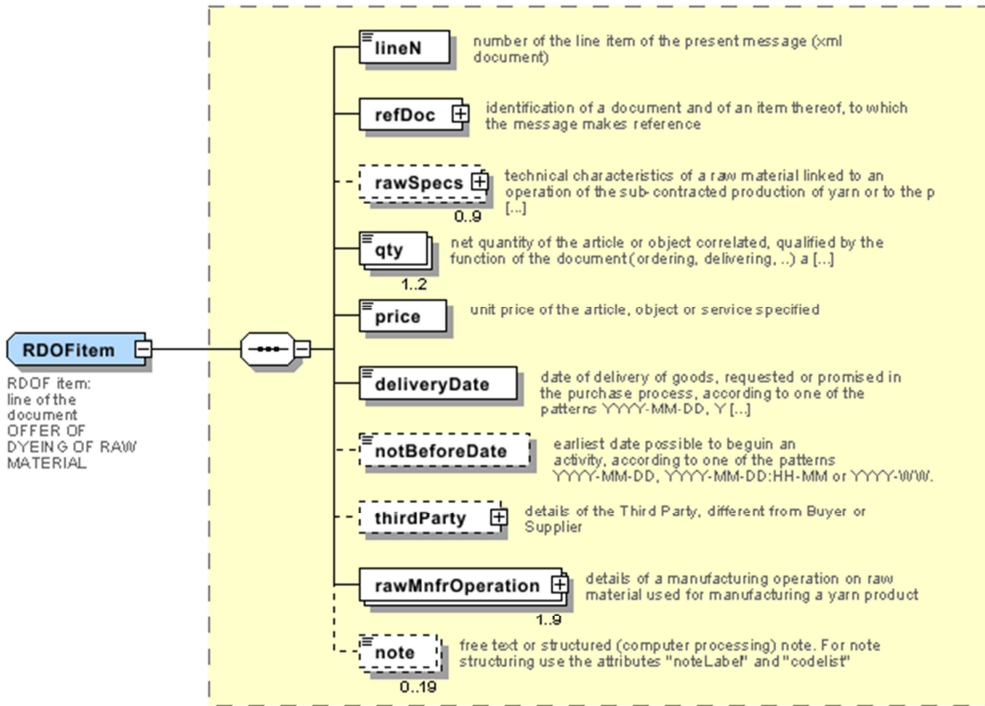 lineN
number of the line item of the present message (xml
document)
refDoc
identification of a document and of an item thereof, to which
the message makes reference
rawSpecs
technical characteristics of a raw material linked to an
operation of the sub-contracted production of yarn or to the p
[...]
0..9
qty
net quantity of the article or object correlated, qualified by the
function of the document (ordering, delivering, ..) a [...]
1..2
price
unit price of the article, object or service specified
RDOFitem
RDOF item:
line of the
document
OFFER OF
DYEING OF RAW
MATERIAL
deliveryDate
date of delivery of goods, requested or promised in
the purchase process, according to one of the
patterns YYYY-MM-DD, Y [...]
notBeforeDate
earliest date possible to beguin an
activity, according to one of the patterns
YYYY-MM-DD, YYYY-MM-DD:HH-MM or YYYY-WW.
thirdParty
details of the Third Party, different from Buyer or
Supplier
rawMnfrOperation
details of a manufacturing operation on raw
material used for manufacturing a yarn product
1..9
note
free text or structured (computer processing) note. For note
structuring use the attributes "noteLabel" and "codelist"
0..19